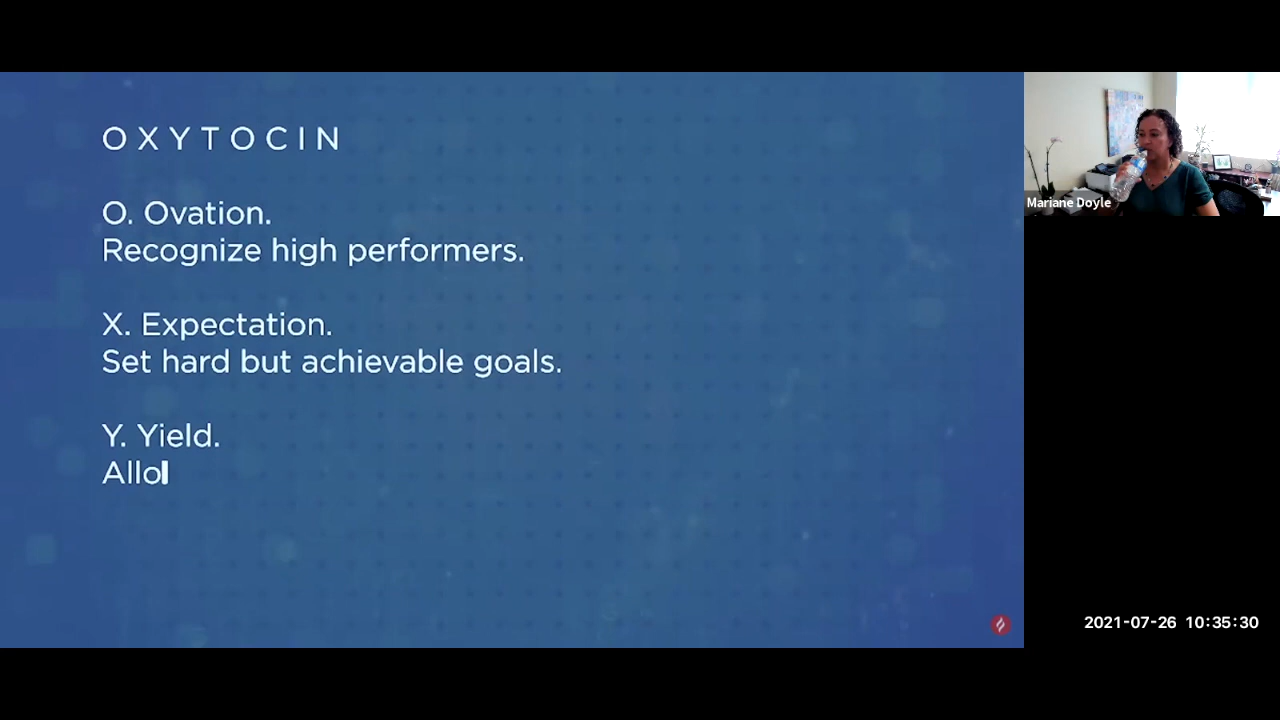 OXYTOCIN
O. Ovation.
Recognize high performers.
X. Expectation.
Set hard but achievable goals.
Y. Yield.
Allo
Mariane Doyle
2021-07-26 10:35:30